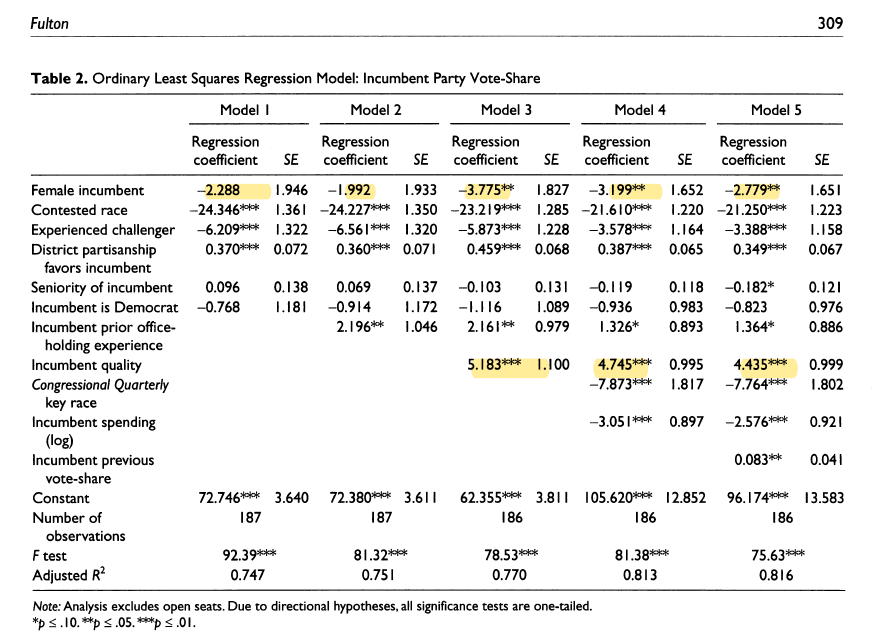 Fulton 309
Table 2. Ordinary Least Squares Regression Model: Incumbent Party Vote-Share
Model 1 Model 2 Model 3 Model 4 Model 5
Regression Regression Regression Regression Regression
coefficient SE coefficient SE coefficient SE coefficient SE coefficient SE
Female incumbent −2.288 1.946 −1.992 1.933 −3.775** 1.827 −3.199** 1.652 −2.779** 1.651
Contested race −24.346*** 1.361 −24.227*** 1.350 −23.219*** 1.285 −21.610*** 1.220 −21.250*** 1.223
Experienced challenger −6.209*** 1.322 −6.561*** 1.320 −5.873*** 1.228 −3.578*** 1.164 −3.388*** 1.158
District partisanship 0.370*** 0.072 0.360*** 0.071 0.459*** 0.068 0.387*** 0.065 0.349*** 0.067
favors incumbent
Seniority of incumbent 0.096 0.138 0.069 0.137 −0.103 0.131 −0.119 0.118 −0.182* 0.121
Incumbent is Democrat −0.768 1.181 −0.914 1.172 −1.116 1.089 −0.936 0.983 −0.823 0.976
Incumbent prior office- 2.196** 1.046 2.161** 0.979 1.326* 0.893 1.364* 0.886
holding experience
Incumbent quality 5.183*** 1.100 4.745*** 0.995 4.435*** 0.999
Congressional Quarterly −7.873*** 1.817 −7.764*** 1.802
key race
Incumbent spending −3.051*** 0.897 −2.576*** 0.921
(log)
Incumbent previous 0.083** 0.041
vote-share
Constant 72.746*** 3.640 72.380*** 3.611 62.355*** 3.811 105.620*** 12.852 96.174*** 13.583
Number of 187 187 186 186 186
observations
F test 92.39*** 81.32*** 78.53*** 81.38*** 75.63***
Adjusted R² 0.747 0.751 0.770 0.813 0.816
Note: Analysis excludes open seats. Due to directional hypotheses, all significance tests are one-tailed.
*p ≤ .10. **p ≤ .05. ***p ≤ .01.